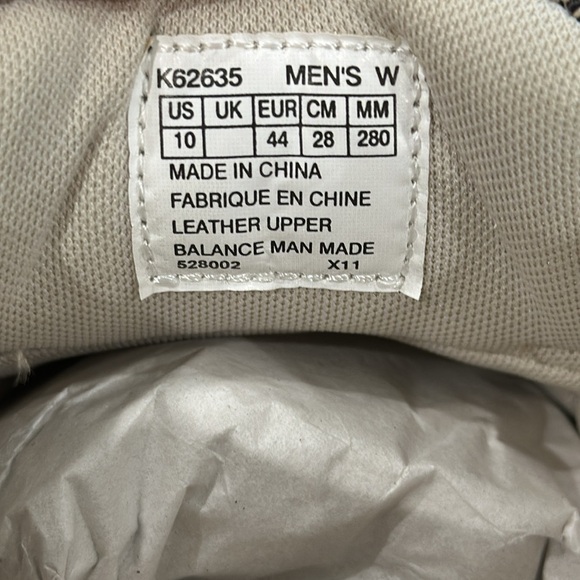 K62635 MEN'S W
US UK EUR CM MM
10 44 28 280
MADE IN CHINA
FABRIQUE EN CHINE
LEATHER UPPER
BALANCE MAN MADE
528002 X11